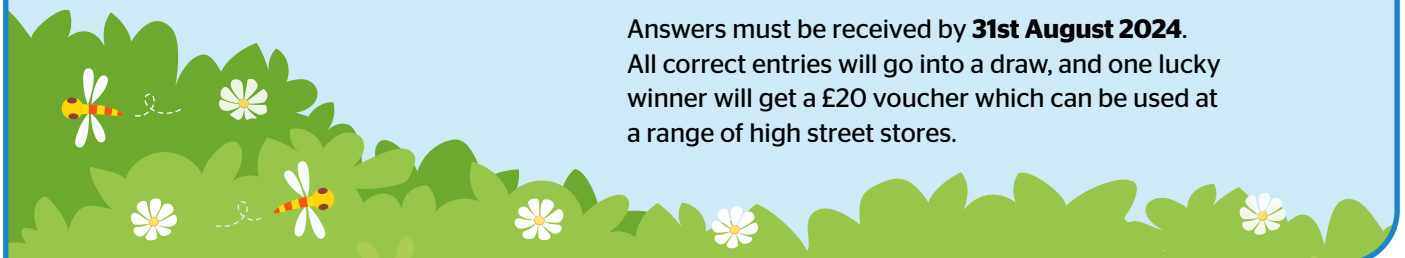 Answers must be received by 31st August 2024.
All correct entries will go into a draw, and one lucky
winner will get a £20 voucher which can be used at
a range of high street stores.